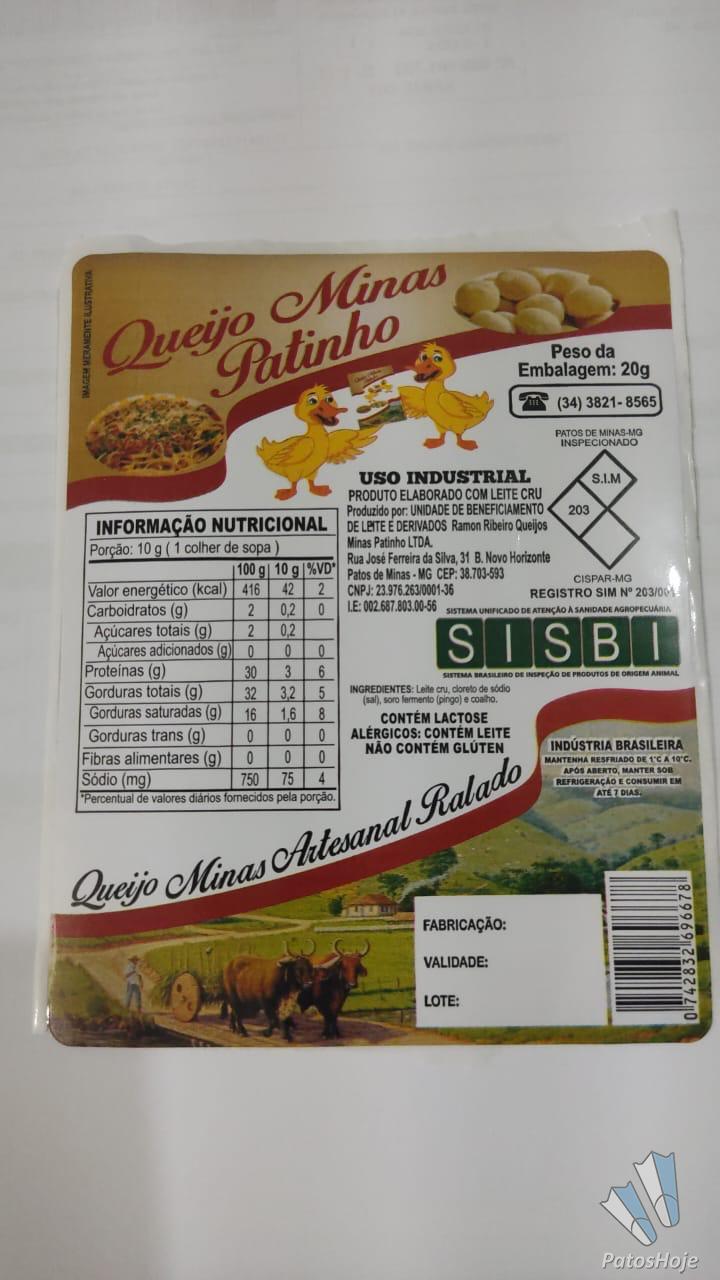 IMAGEM MERAMENTE ILUSTRATIVA
Queijo Minas
Patinho
Peso da
Embalagem: 20g
(34) 3821-8565
PATOS DE MINAS-MG
INSPECIONADO
S.I.M
203
CISPAR-MG
REGISTRO SIM Nº 203/00
USO INDUSTRIAL
PRODUTO ELABORADO COM LEITE CRU
Produzido por: UNIDADE DE BENEFICIAMENTO
DE LEITE E DERIVADOS Ramon Ribeiro Queijos
Minas Patinho LTDA.
Rua José Ferreira da Silva, 31 B. Novo Horizonte
Patos de Minas - MG CEP: 38.703-593
CNPJ: 23.976.263/0001-36
I.E: 002.687.803.00-56
SISTEMA UNIFICADO DE ATENÇÃO À SANIDADE AGROPECUÁRIA
SISBI
SISTEMA BRASILEIRO DE INSPEÇÃO DE PRODUTOS DE ORIGEM ANIMAL
INFORMAÇÃO NUTRICIONAL
Porção: 10 g ( 1 colher de sopa )
100 g 10 g %VD*
Valor energético (kcal) 416 42 2
Carboidratos (g) 2 0,2 0
Açúcares totais (g) 2 0,2
Açúcares adicionados (g) 0 0 0
Proteínas (g) 30 3 6
Gorduras totais (g) 32 3,2 5
Gorduras saturadas (g) 16 1,6 8
Gorduras trans (g) 0 0 0
Fibras alimentares (g) 0 0 0
Sódio (mg) 750 75 4
*Percentual de valores diários fornecidos pela porção.
INGREDIENTES: Leite cru, cloreto de sódio
(sal), soro fermento (pingo) e coalho.
CONTÉM LACTOSE
ALÉRGICOS: CONTÉM LEITE
NÃO CONTÉM GLÚTEN
INDÚSTRIA BRASILEIRA
MANTENHA RESFRIADO DE 1°C A 10°C.
APÓS ABERTO, MANTER SOB
REFRIGERAÇÃO E CONSUMIR EM
ATÉ 7 DIAS.
Queijo Minas Artesanal Ralado
FABRICAÇÃO:
VALIDADE:
LOTE:
0 742832 696678
PatosHoje